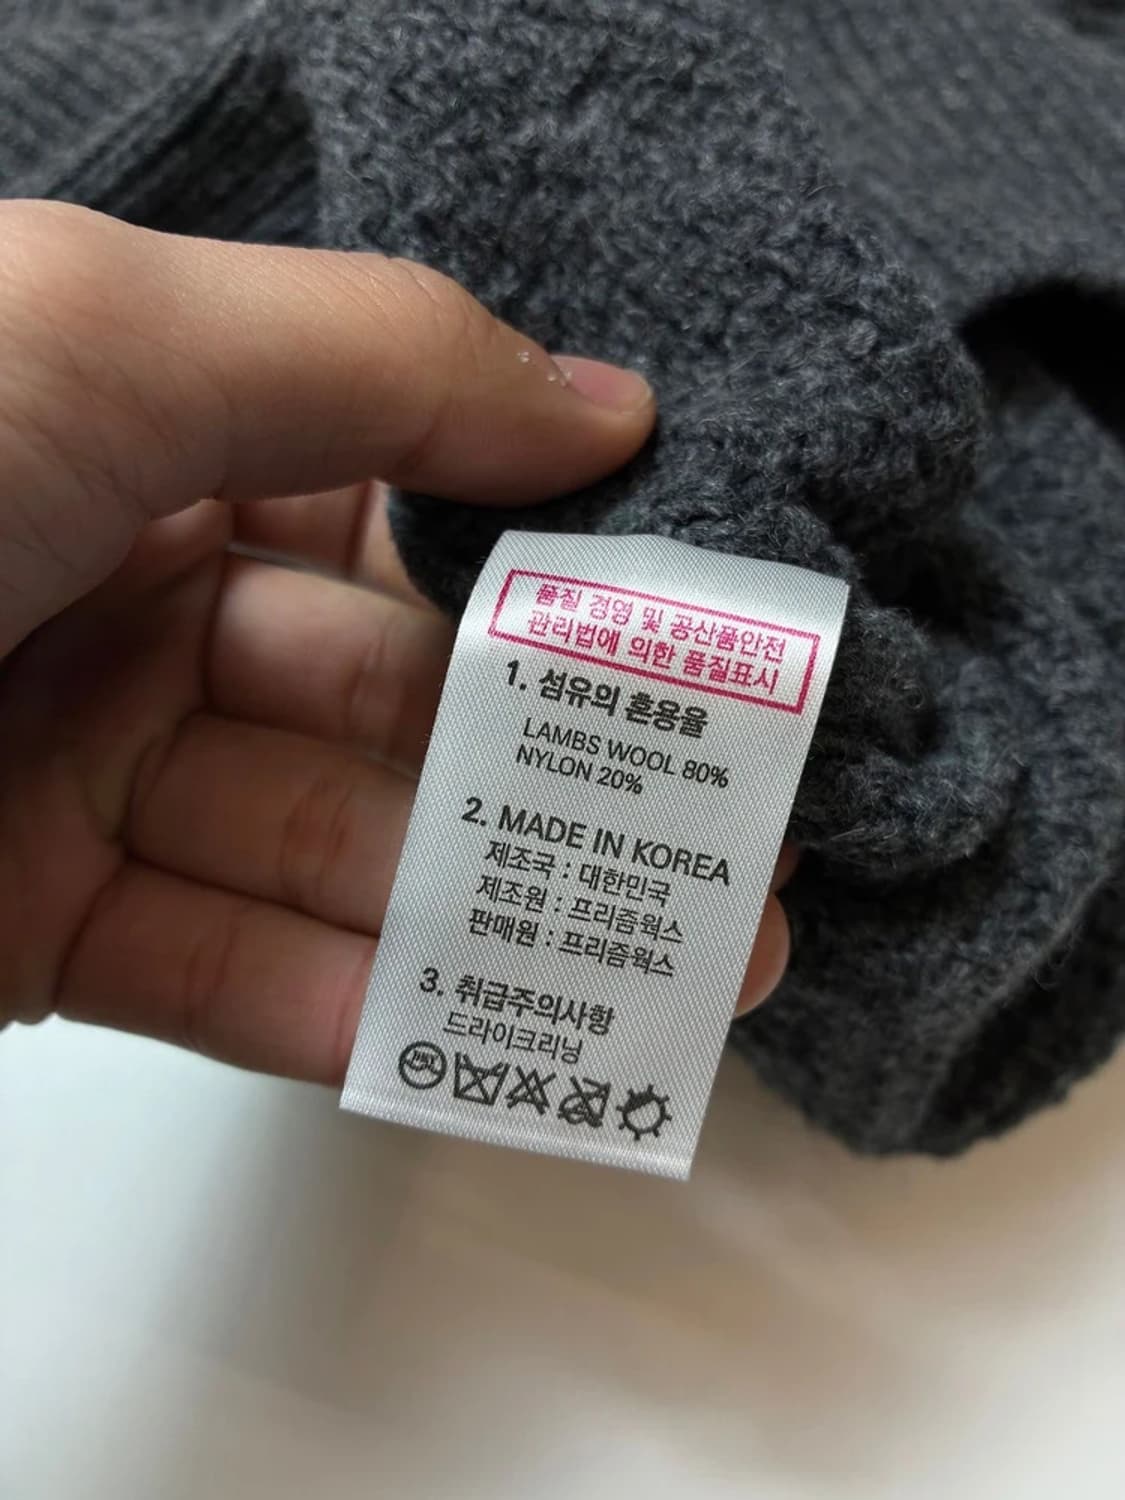 품질 경영 및 공산품안전
관리법에 의한 품질표시
1. 섬유의 혼용율
LAMBS WOOL 80%
NYLON 20%
2. MADE IN KOREA
제조국 : 대한민국
제조원 : 프리즘웍스
판매원 : 프리즘웍스
3. 취급주의사항
드라이크리닝